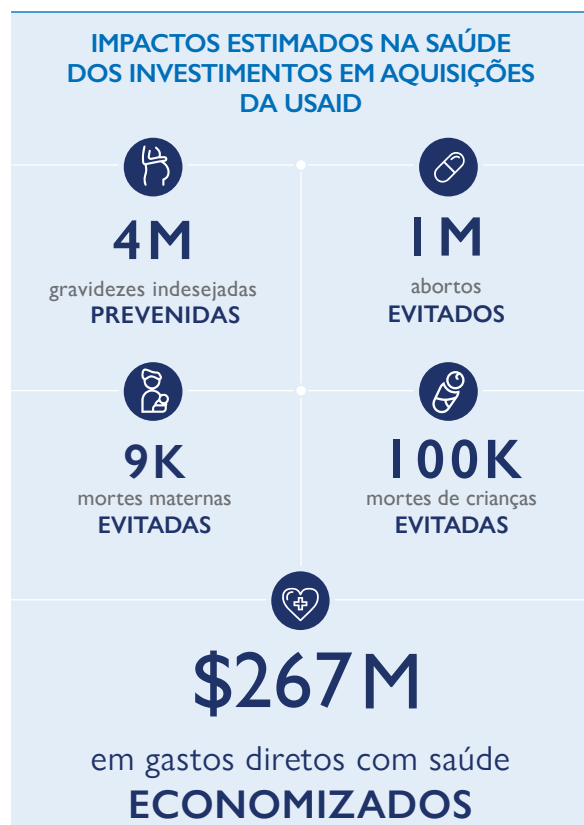 IMPACTOS ESTIMADOS NA SAÚDE
DOS INVESTIMENTOS EM AQUISIÇÕES
DA USAID
4M
gravidezes indesejadas
PREVENIDAS
1M
abortos
EVITADOS
9K
mortes maternas
EVITADAS
100K
mortes de crianças
EVITADAS
$267M
em gastos diretos com saúde
ECONOMIZADOS